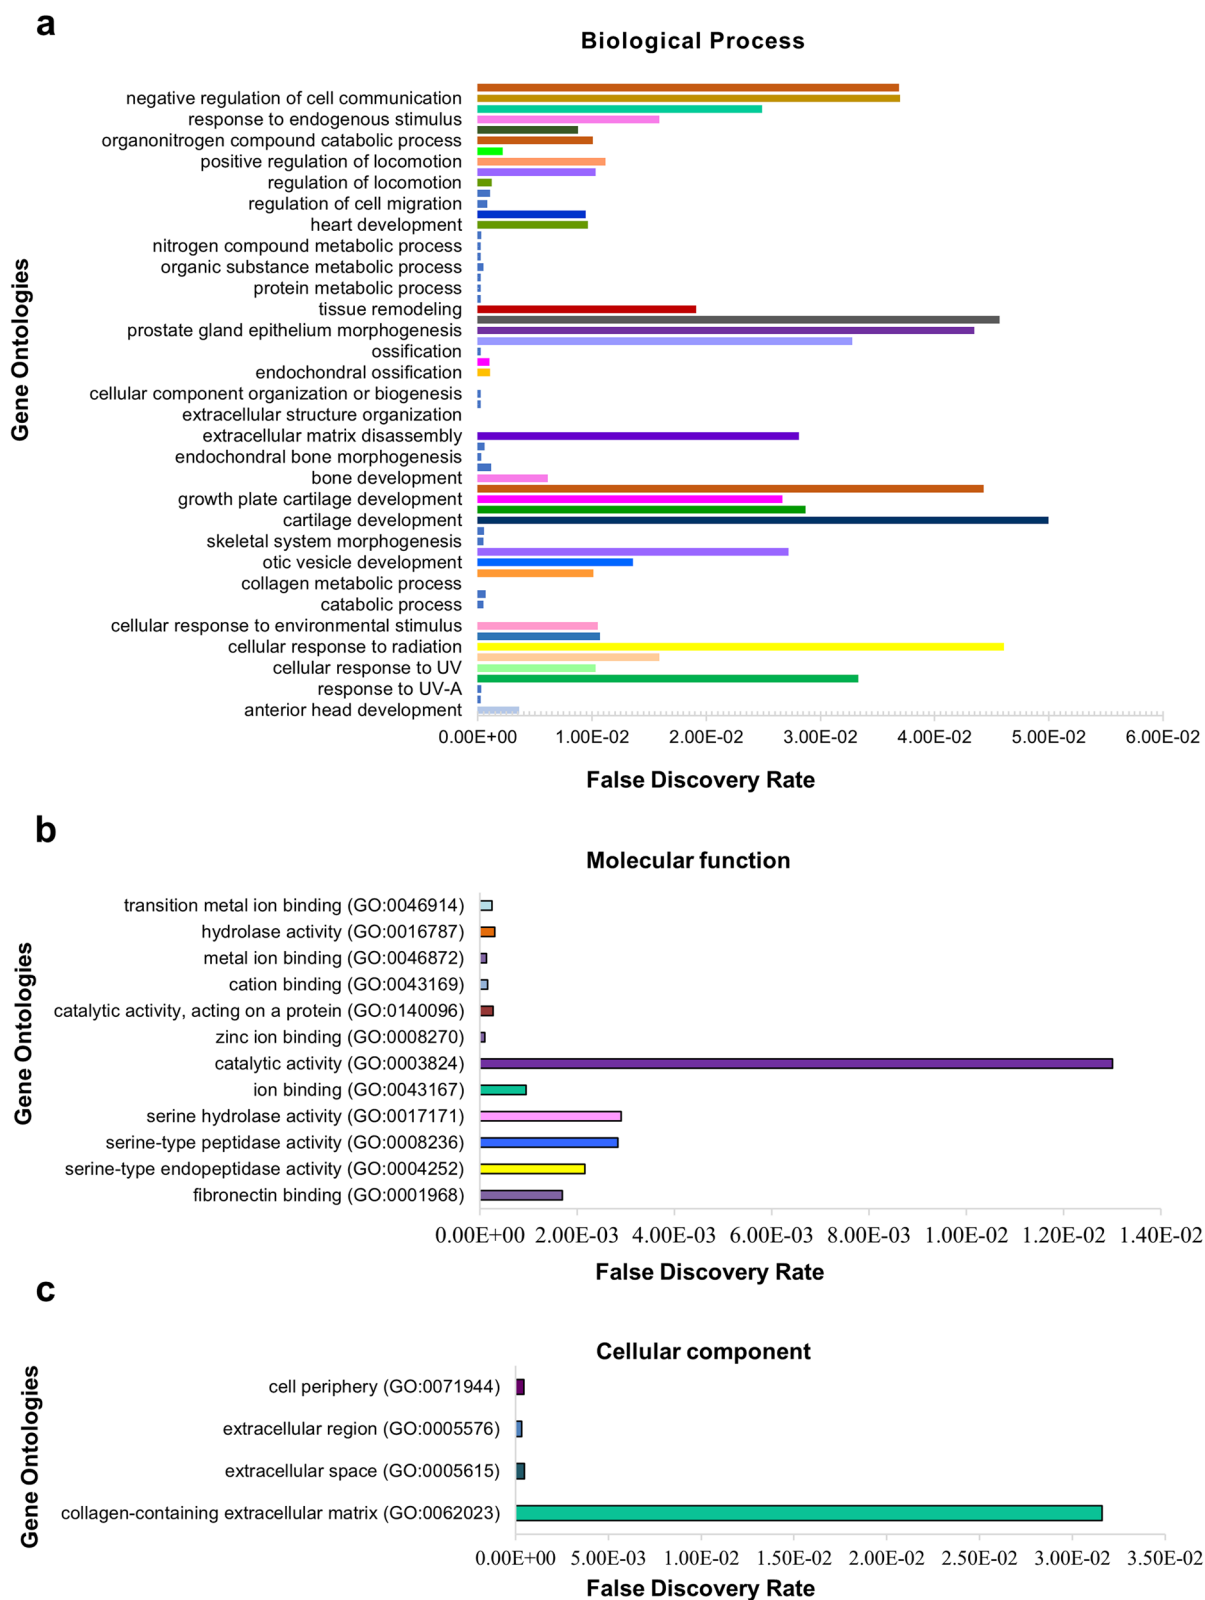 a
Biological Process
Gene Ontologies
negative regulation of cell communication
response to endogenous stimulus
organonitrogen compound catabolic process
positive regulation of locomotion
regulation of locomotion
regulation of cell migration
heart development
nitrogen compound metabolic process
organic substance metabolic process
protein metabolic process
tissue remodeling
prostate gland epithelium morphogenesis
ossification
endochondral ossification
cellular component organization or biogenesis
extracellular structure organization
extracellular matrix disassembly
endochondral bone morphogenesis
bone development
growth plate cartilage development
cartilage development
skeletal system morphogenesis
otic vesicle development
collagen metabolic process
catabolic process
cellular response to environmental stimulus
cellular response to radiation
cellular response to UV
response to UV-A
anterior head development
0.00E+00 1.00E-02 2.00E-02 3.00E-02 4.00E-02 5.00E-02 6.00E-02
False Discovery Rate
b
Molecular function
Gene Ontologies
transition metal ion binding (GO:0046914)
hydrolase activity (GO:0016787)
metal ion binding (GO:0046872)
cation binding (GO:0043169)
catalytic activity, acting on a protein (GO:0140096)
zinc ion binding (GO:0008270)
catalytic activity (GO:0003824)
ion binding (GO:0043167)
serine hydrolase activity (GO:0017171)
serine-type peptidase activity (GO:0008236)
serine-type endopeptidase activity (GO:0004252)
fibronectin binding (GO:0001968)
0.00E+00 2.00E-03 4.00E-03 6.00E-03 8.00E-03 1.00E-02 1.20E-02 1.40E-02
False Discovery Rate
c
Cellular component
Gene Ontologies
cell periphery (GO:0071944)
extracellular region (GO:0005576)
extracellular space (GO:0005615)
collagen-containing extracellular matrix (GO:0062023)
0.00E+00 5.00E-03 1.00E-02 1.50E-02 2.00E-02 2.50E-02 3.00E-02 3.50E-02
False Discovery Rate